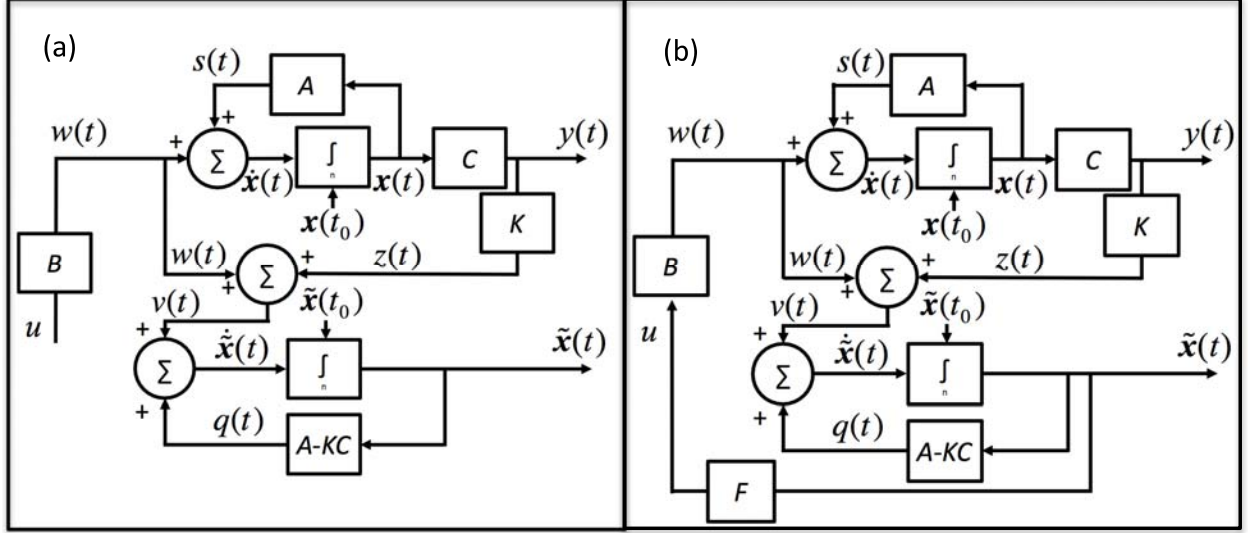 (a)
s(t)
A
+
w(t)
+
∑
ẋ(t)
∫
n
x(t)
C
y(t)
x(t₀)
K
B
w(t)
+
∑
+
z(t)
u
v(t)
x̃(t₀)
+
∑
x̃̇(t)
∫
n
x̃(t)
+
q(t)
A-KC
(b)
s(t)
A
+
w(t)
+
∑
ẋ(t)
∫
n
x(t)
C
y(t)
x(t₀)
K
B
w(t)
+
∑
+
z(t)
u
v(t)
x̃(t₀)
+
∑
x̃̇(t)
∫
n
x̃(t)
+
q(t)
A-KC
F